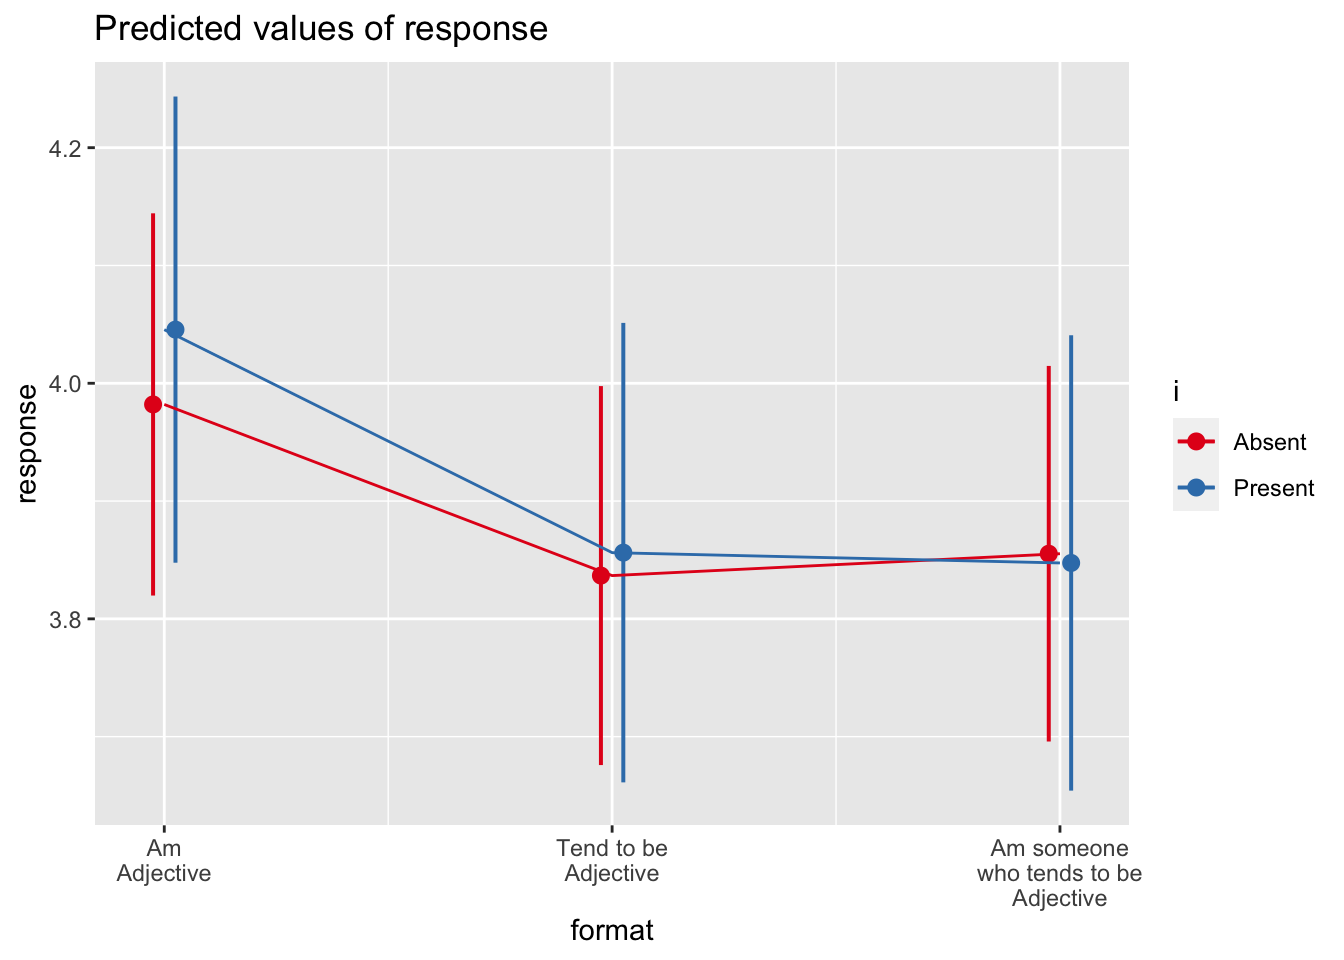 Predicted values of response
4.2
4.0
3.8
response
Am
Adjective
Tend to be
Adjective
Am someone
who tends to be
Adjective
format
i
Absent
Present